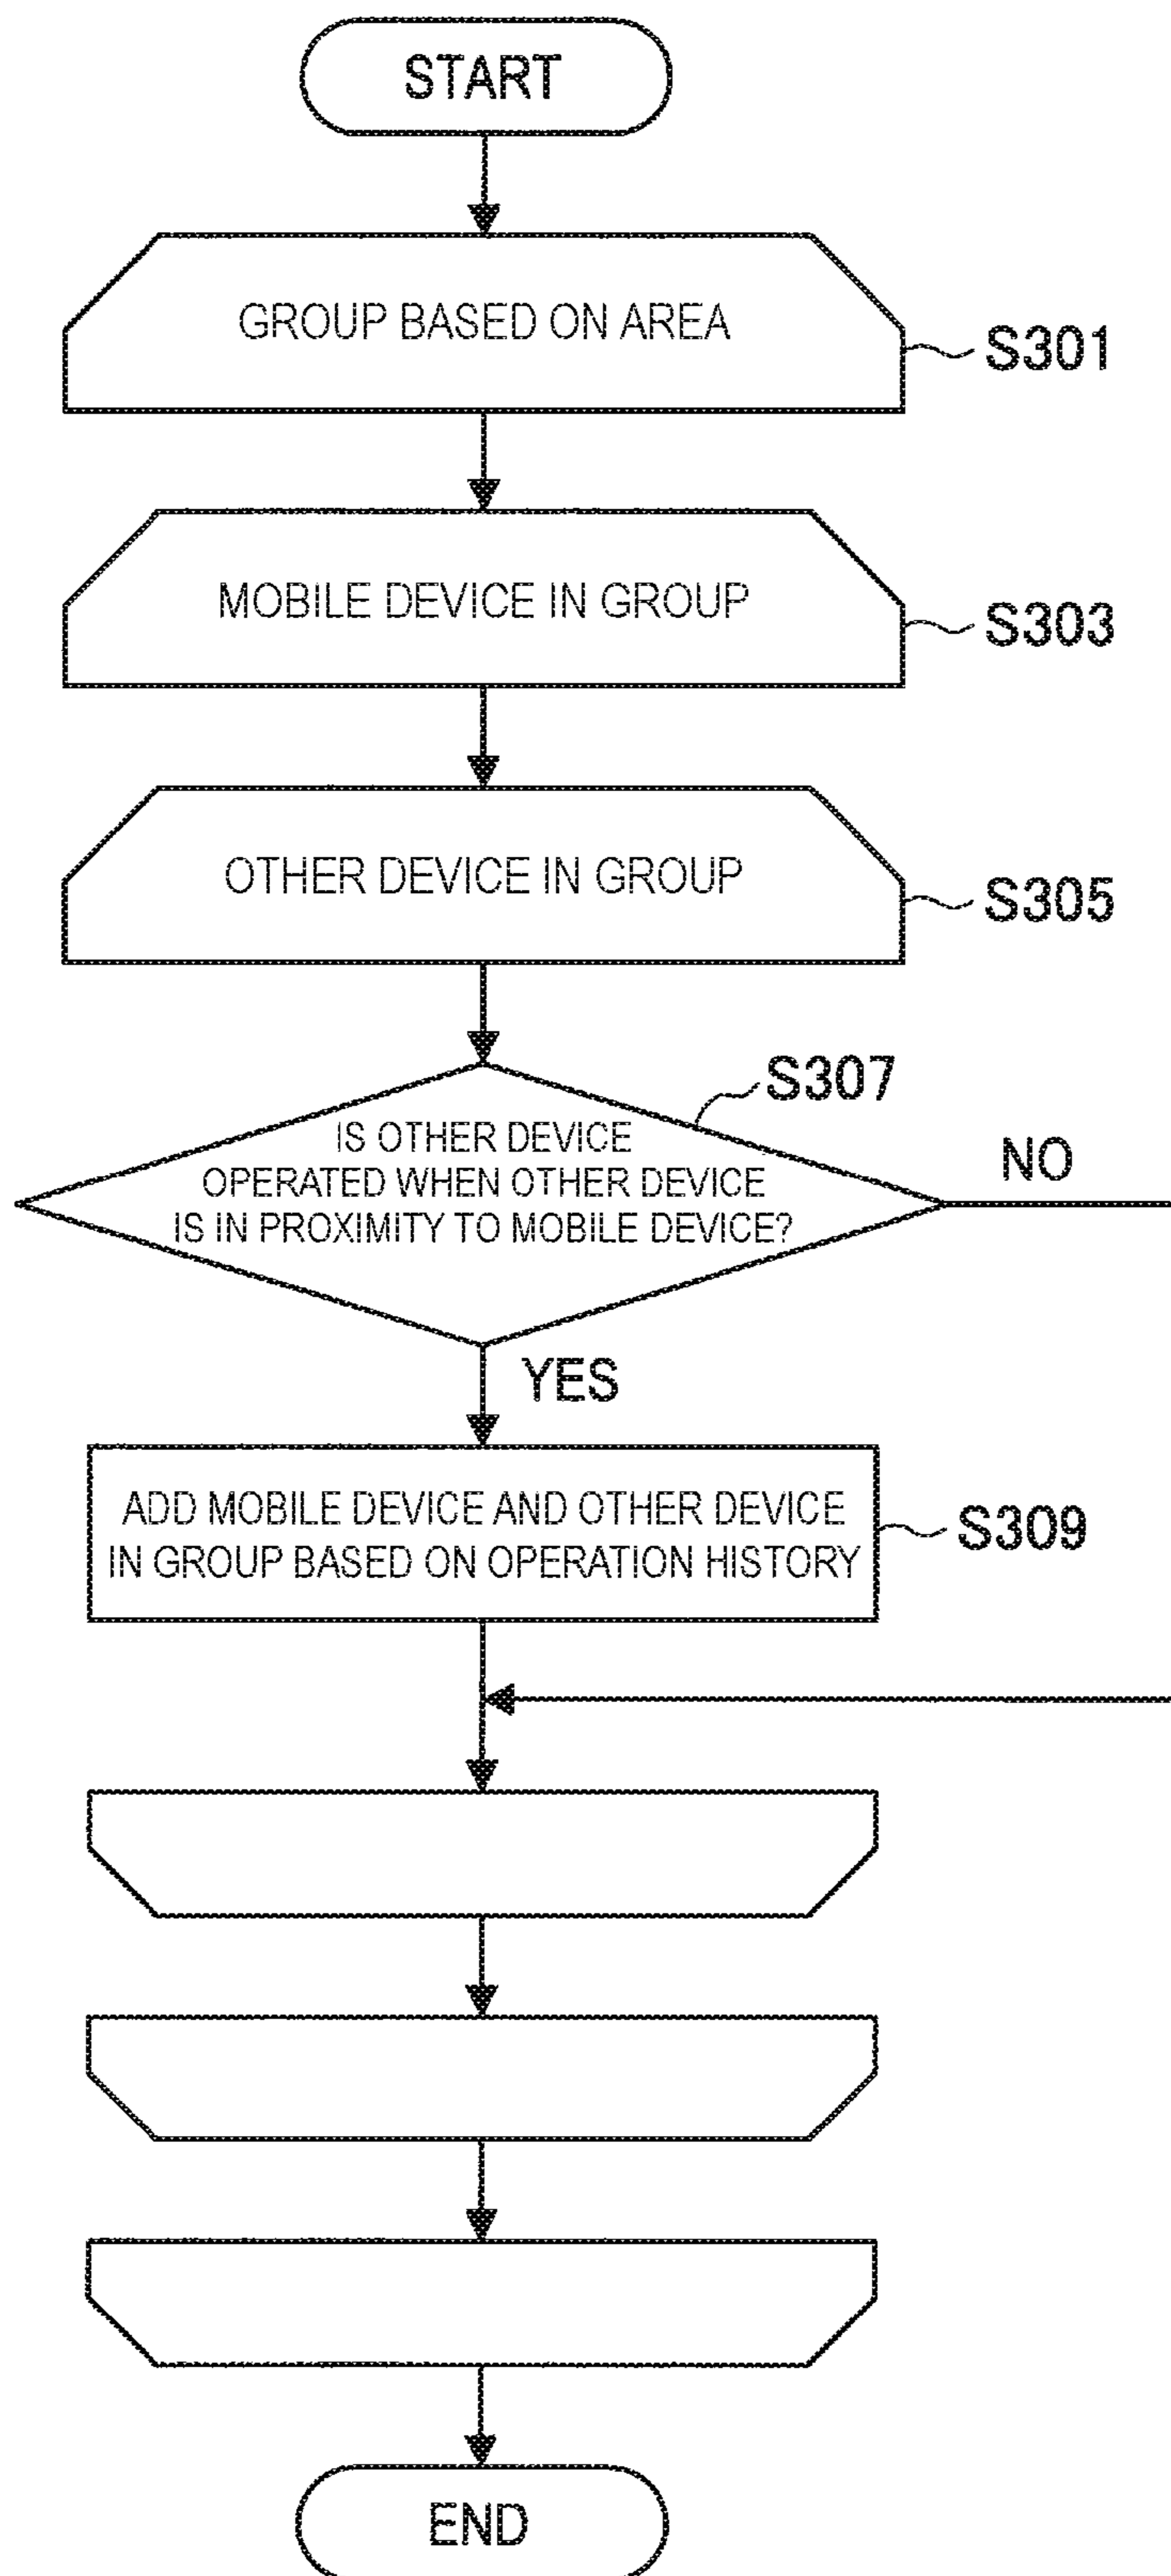 START
GROUP BASED ON AREA
S301
MOBILE DEVICE IN GROUP
S303
OTHER DEVICE IN GROUP
S305
S307
IS OTHER DEVICE
OPERATED WHEN OTHER DEVICE
IS IN PROXIMITY TO MOBILE DEVICE?
NO
YES
ADD MOBILE DEVICE AND OTHER DEVICE
IN GROUP BASED ON OPERATION HISTORY
S309
END